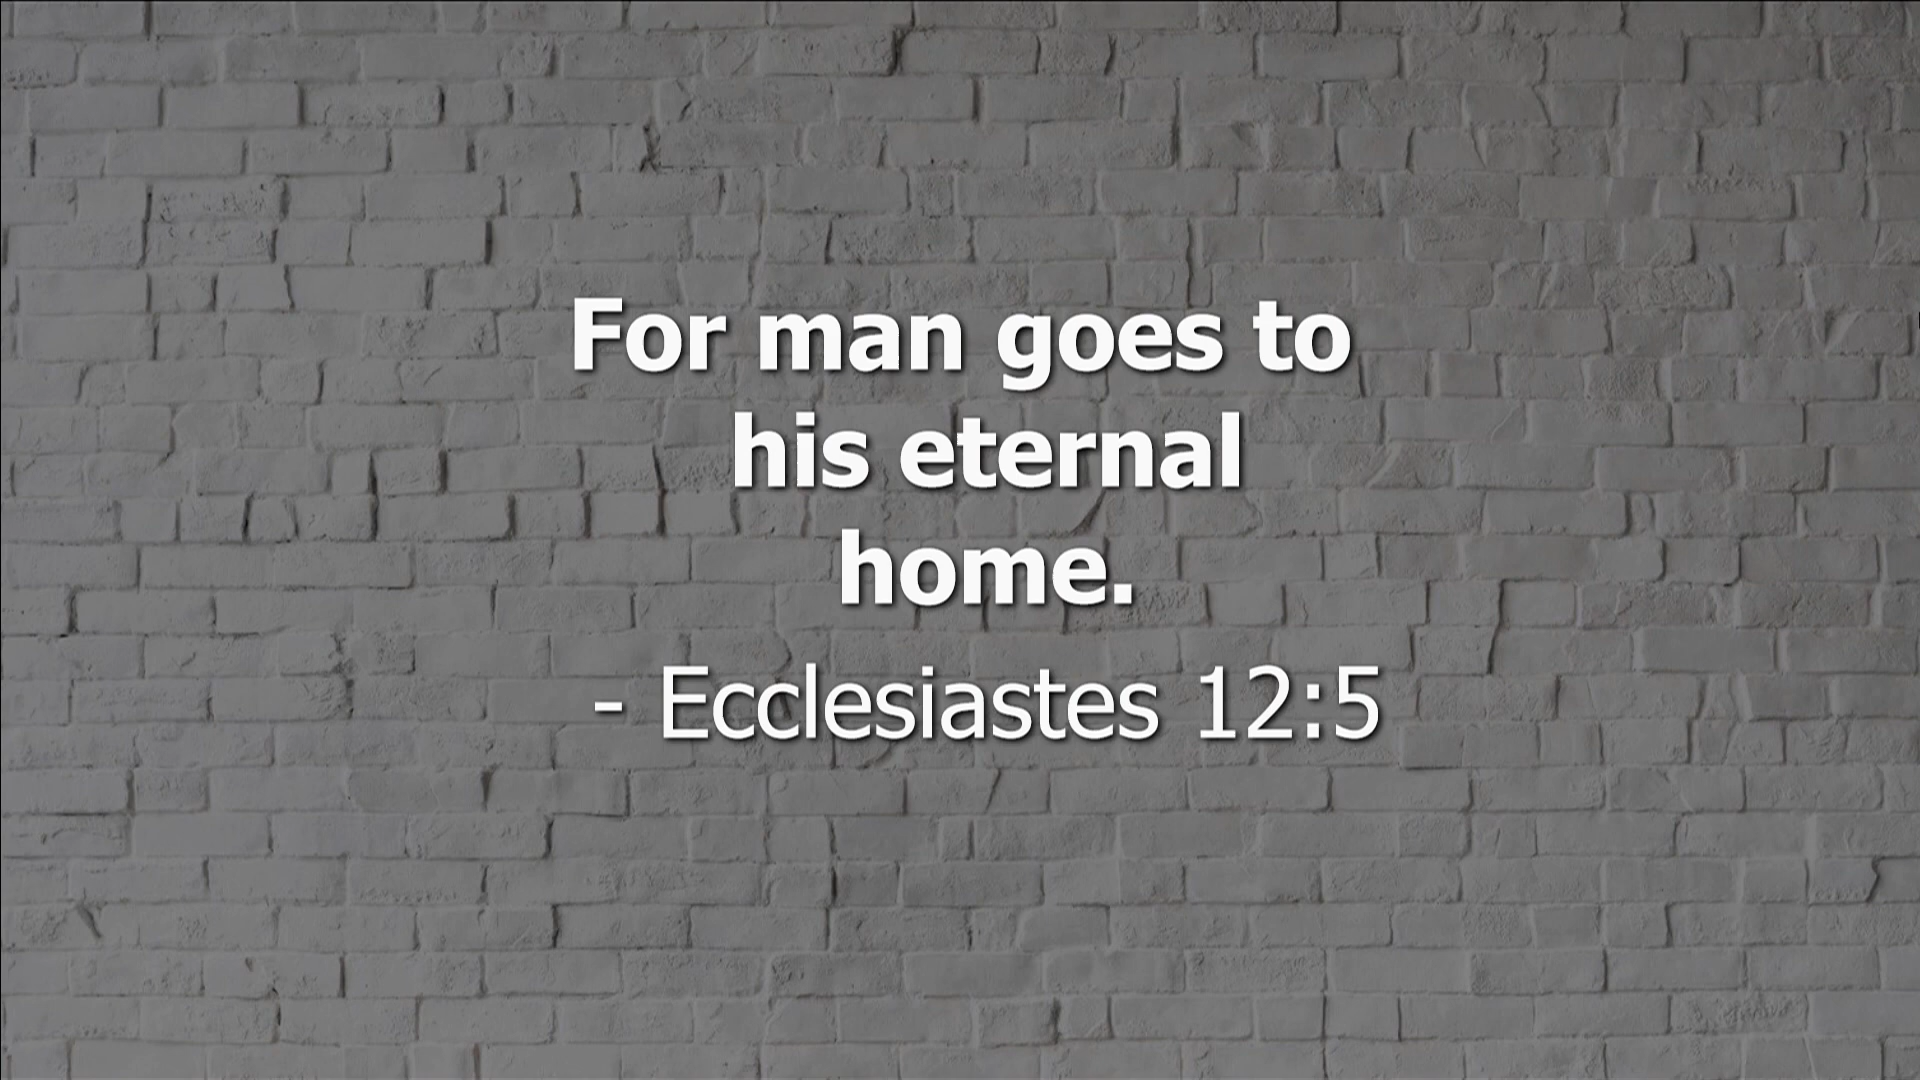 For man goes to
his eternal
home.
- Ecclesiastes 12:5